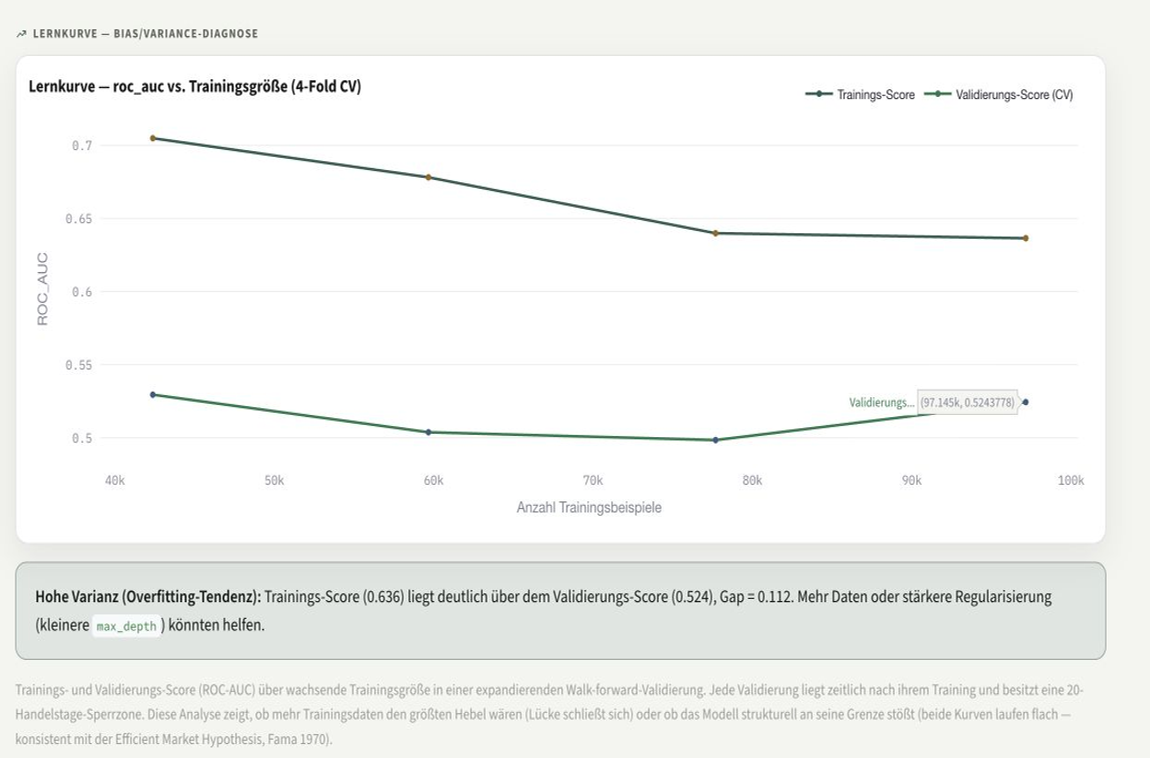 LERNKURVE — BIAS/VARIANCE-DIAGNOSE
Lernkurve — roc_auc vs. Trainingsgröße (4-Fold CV)
Trainings-Score
Validierungs-Score (CV)
0.7
0.65
0.6
0.55
0.5
ROC_AUC
Validierungs...
(97.145k, 0.5243778)
40k
50k
60k
70k
80k
90k
100k
Anzahl Trainingsbeispiele
Hohe Varianz (Overfitting-Tendenz): Trainings-Score (0.636) liegt deutlich über dem Validierungs-Score (0.524), Gap = 0.112. Mehr Daten oder stärkere Regularisierung
(kleinere max_depth) könnten helfen.
Trainings- und Validierungs-Score (ROC-AUC) über wachsende Trainingsgröße in einer expandierenden Walk-forward-Validierung. Jede Validierung liegt zeitlich nach ihrem Training und besitzt eine 20-
Handelstage-Sperrzone. Diese Analyse zeigt, ob mehr Trainingsdaten den größten Hebel wären (Lücke schließt sich) oder ob das Modell strukturell an seine Grenze stößt (beide Kurven laufen flach —
konsistent mit der Efficient Market Hypothesis, Fama 1970).